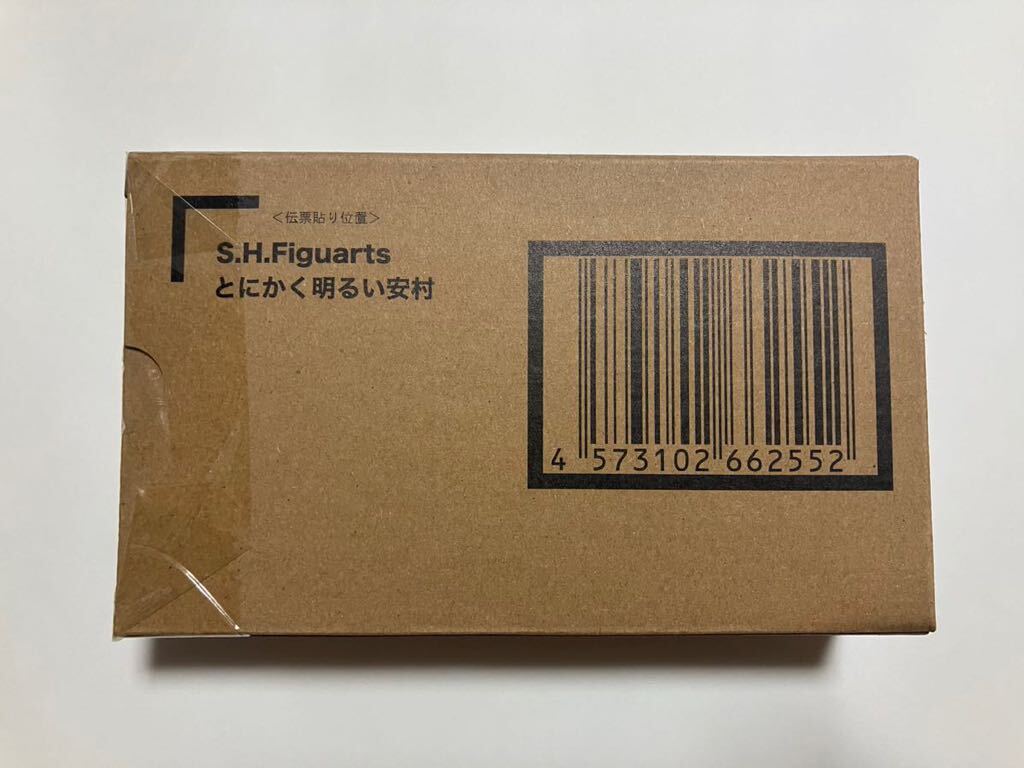 ＜伝票貼り位置＞
S.H.Figuarts
とにかく明るい安村
4 573102 662552